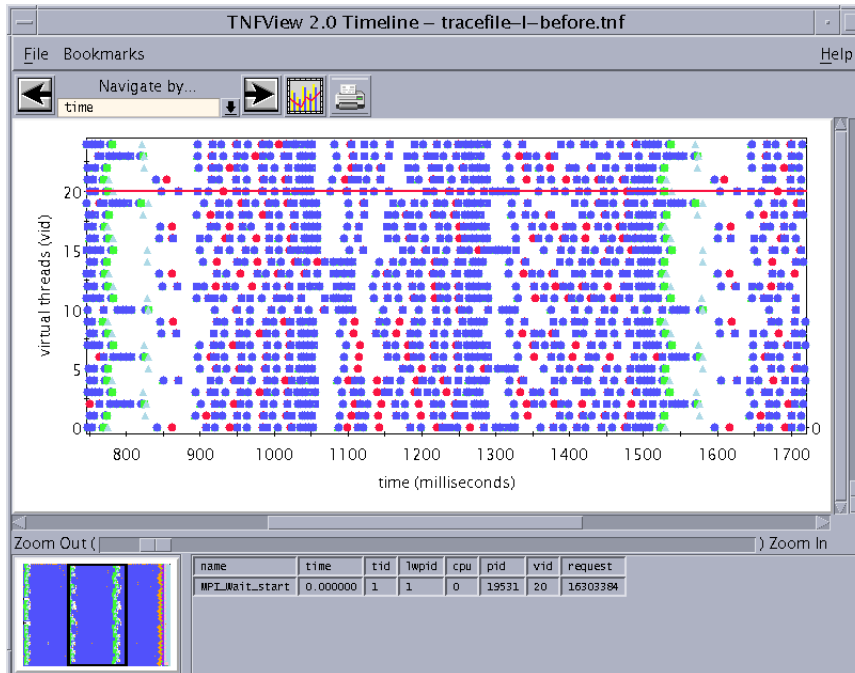 TNFView 2.0 Timeline – tracefile–l–before.tnf
File Bookmarks Help
Navigate by...
time
virtual threads (vid)
20
15
10
5
0
0
800 900 1000 1100 1200 1300 1400 1500 1600 1700
time (milliseconds)
Zoom Out ( ) Zoom In
name time tid lwpid cpu pid vid request
MPI_Wait_start 0.000000 1 1 0 19531 20 16303384